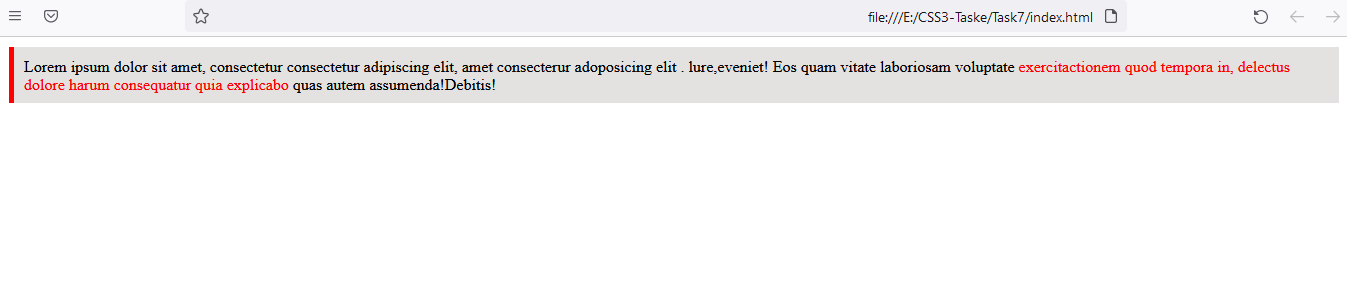 file:///E:/CSS3-Taske/Task7/index.html
Lorem ipsum dolor sit amet, consectetur consectetur adipiscing elit, amet consecterur adoposicing elit . lure,eveniet! Eos quam vitate laboriosam voluptate exercitactionem quod tempora in, delectus
dolore harum consequatur quia explicabo quas autem assumenda!Debitis!